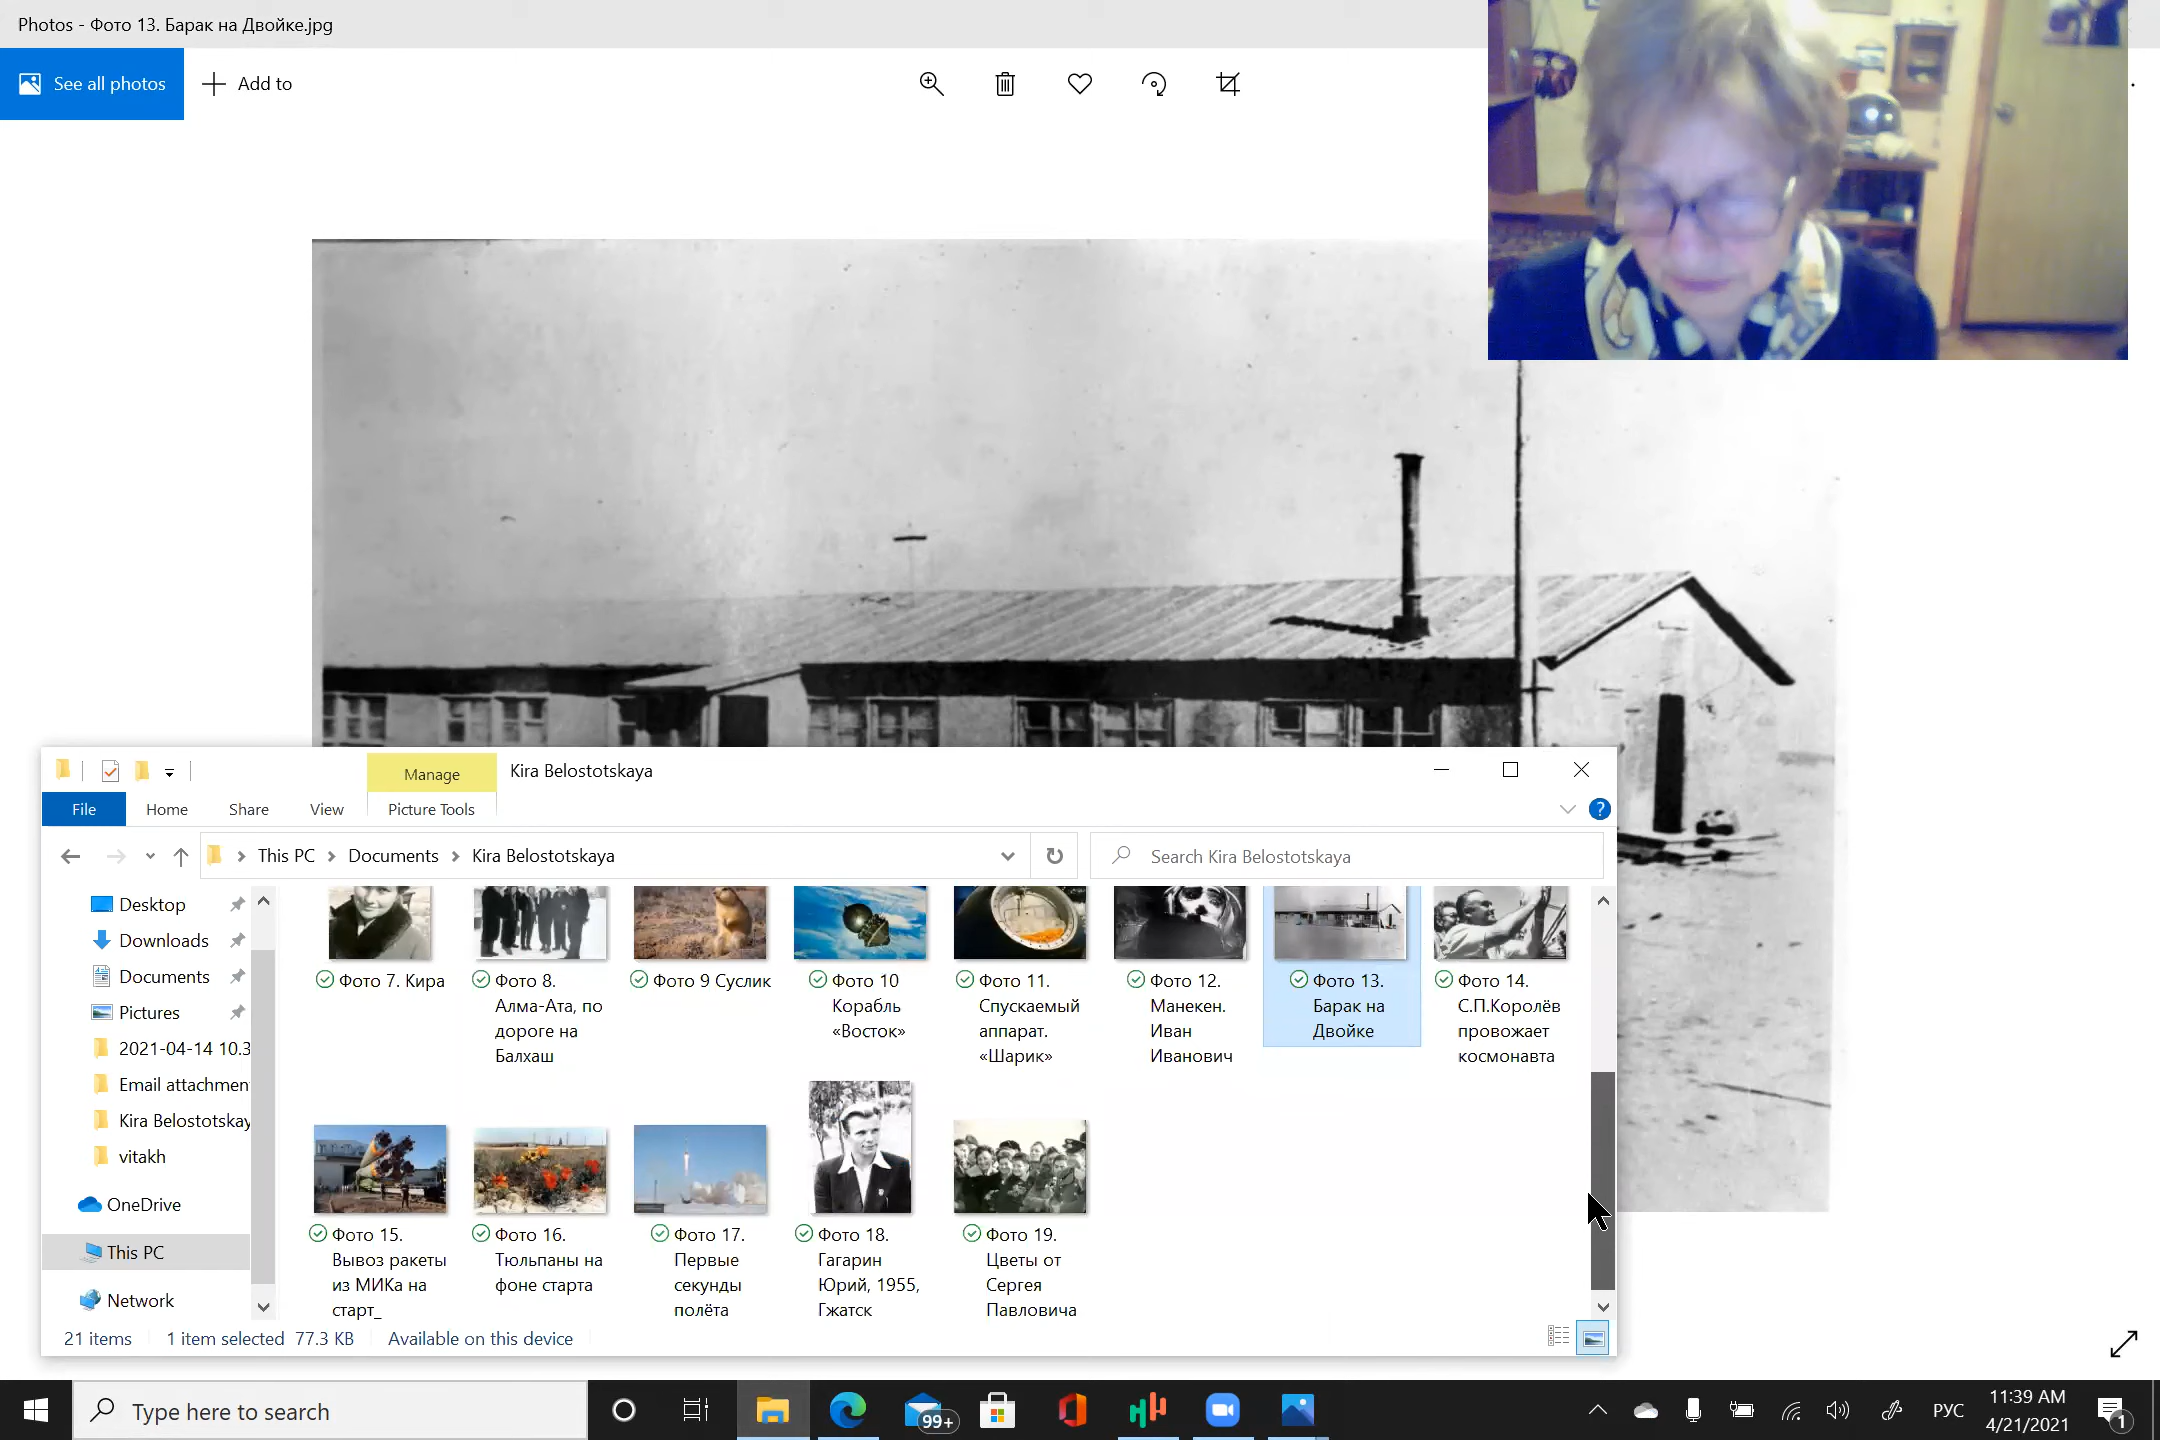 Photos - Фото 13. Барак на Двойке.jpg
See all photos
Add to
Manage
Kira Belostotskaya
File
Home
Share
View
Picture Tools
?
This PC
Documents
Kira Belostotskaya
Search Kira Belostotskaya
Desktop
Downloads
Documents
Pictures
2021-04-14 10.3
Email attachmen
Kira Belostotskay
vitakh
OneDrive
This PC
Network
Фото 7. Кира
Фото 8.
Алма-Ата, по
дороге на
Балхаш
Фото 9 Суслик
Фото 10
Корабль
«Восток»
Фото 11.
Спускаемый
аппарат.
«Шарик»
Фото 12.
Манекен.
Иван
Иванович
Фото 13.
Барак на
Двойке
Фото 14.
С.П.Королёв
провожает
космонавта
Фото 15.
Вывоз ракеты
из МИКа на
старт_
Фото 16.
Тюльпаны на
фоне старта
Фото 17.
Первые
секунды
полёта
Фото 18.
Гагарин
Юрий, 1955,
Гжатск
Фото 19.
Цветы от
Сергея
Павловича
21 items
1 item selected 77.3 KB
Available on this device
Type here to search
99+
РУС
11:39 AM
4/21/2021
1